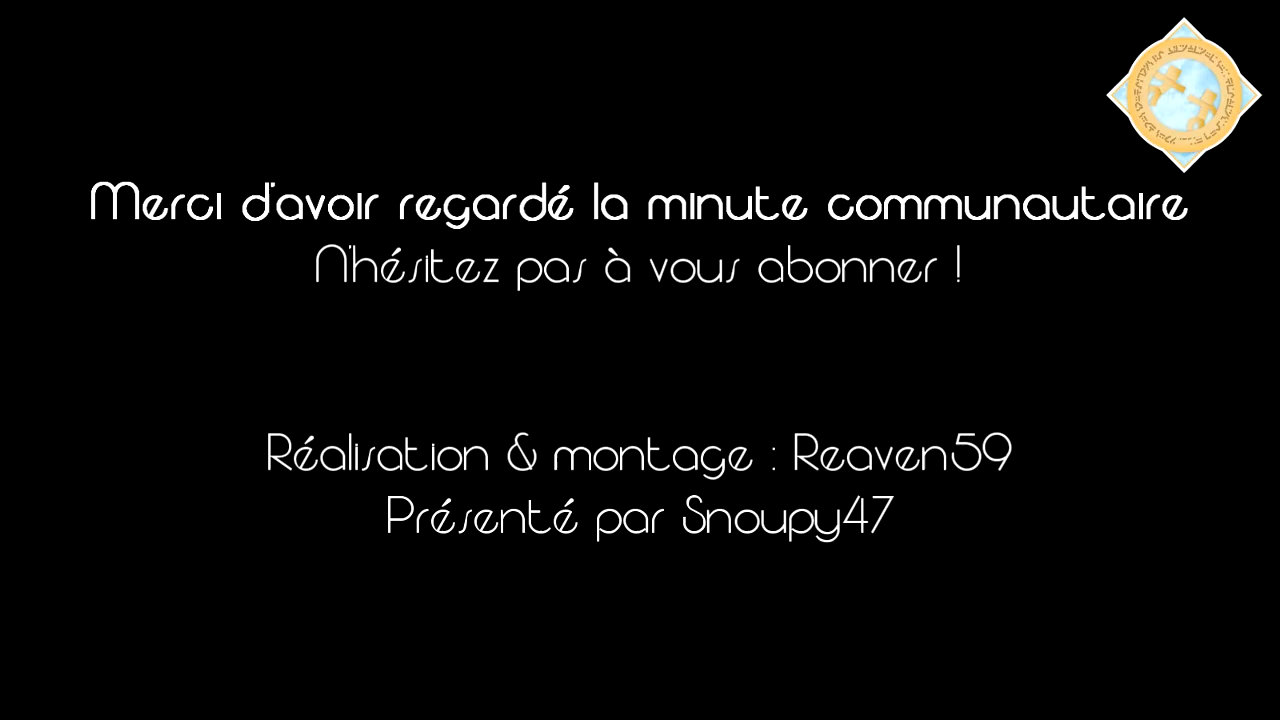 Merci d'avoir regardé la minute communautaire
N'hésitez pas à vous abonner !
Réalisation & montage : Reaven59
Présenté par Snoupy47